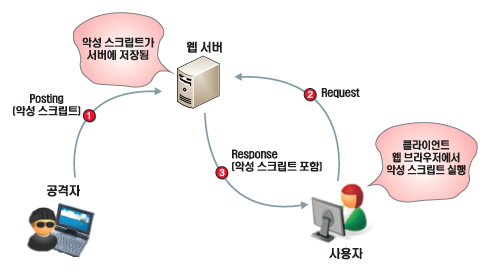 악성 스크립트가
서버에 저장됨
웹 서버
Posting
(악성 스크립트)
1
2
Request
Response
(악성 스크립트 포함)
3
클라이언트
웹 브라우저에서
악성 스크립트 실행
공격자
사용자